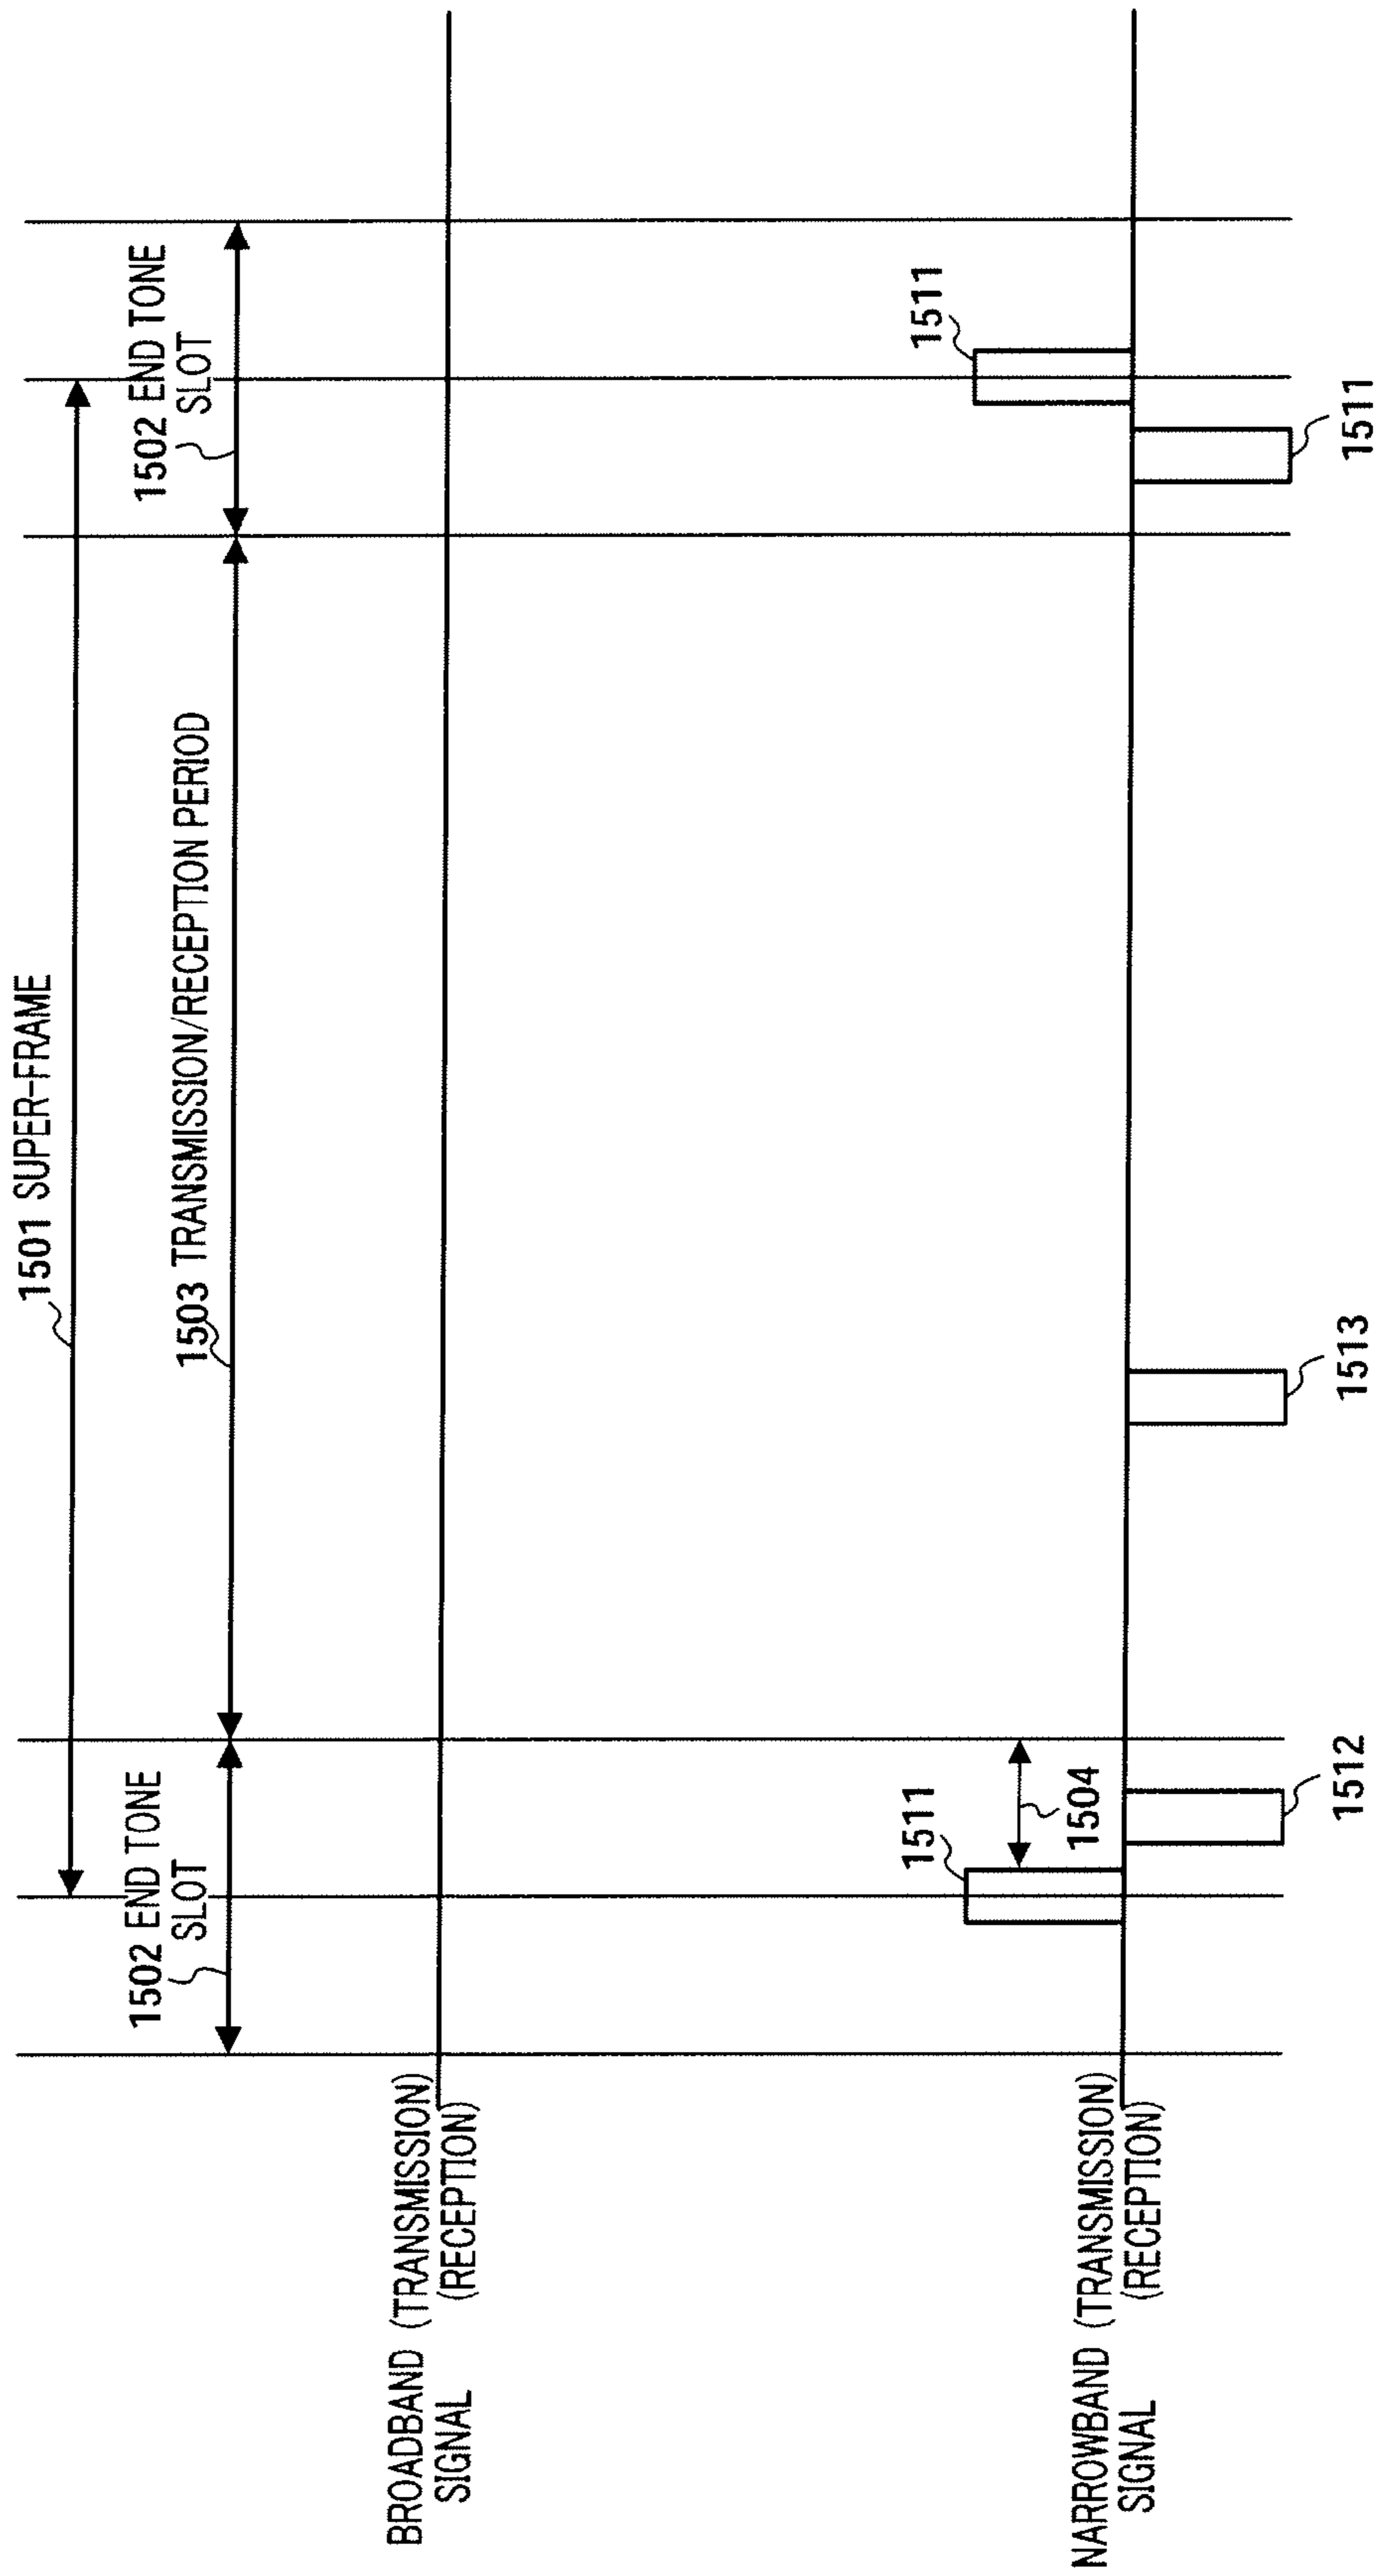 1501 SUPER-FRAME
1502 END TONE
SLOT
1503 TRANSMISSION/RECEPTION PERIOD
1502 END TONE
SLOT
BROADBAND (TRANSMISSION)
SIGNAL (RECEPTION)
1511
1504
1511
NARROWBAND (TRANSMISSION)
SIGNAL (RECEPTION)
1512
1513
1511